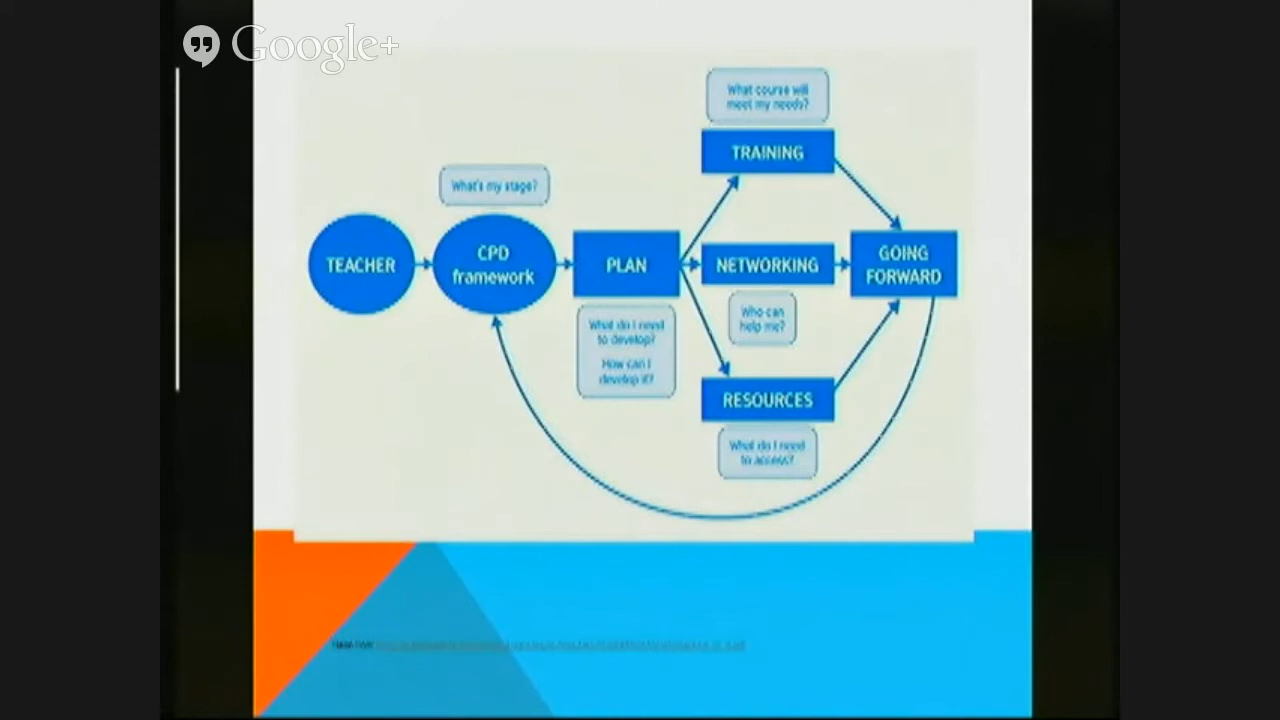 Google+
What course will
meet my needs?
TRAINING
What's my stage?
TEACHER
CPD
framework
PLAN
NETWORKING
GOING
FORWARD
What do I need
to develop?
How can I
develop it?
Who can
help me?
RESOURCES
What do I need
to access?